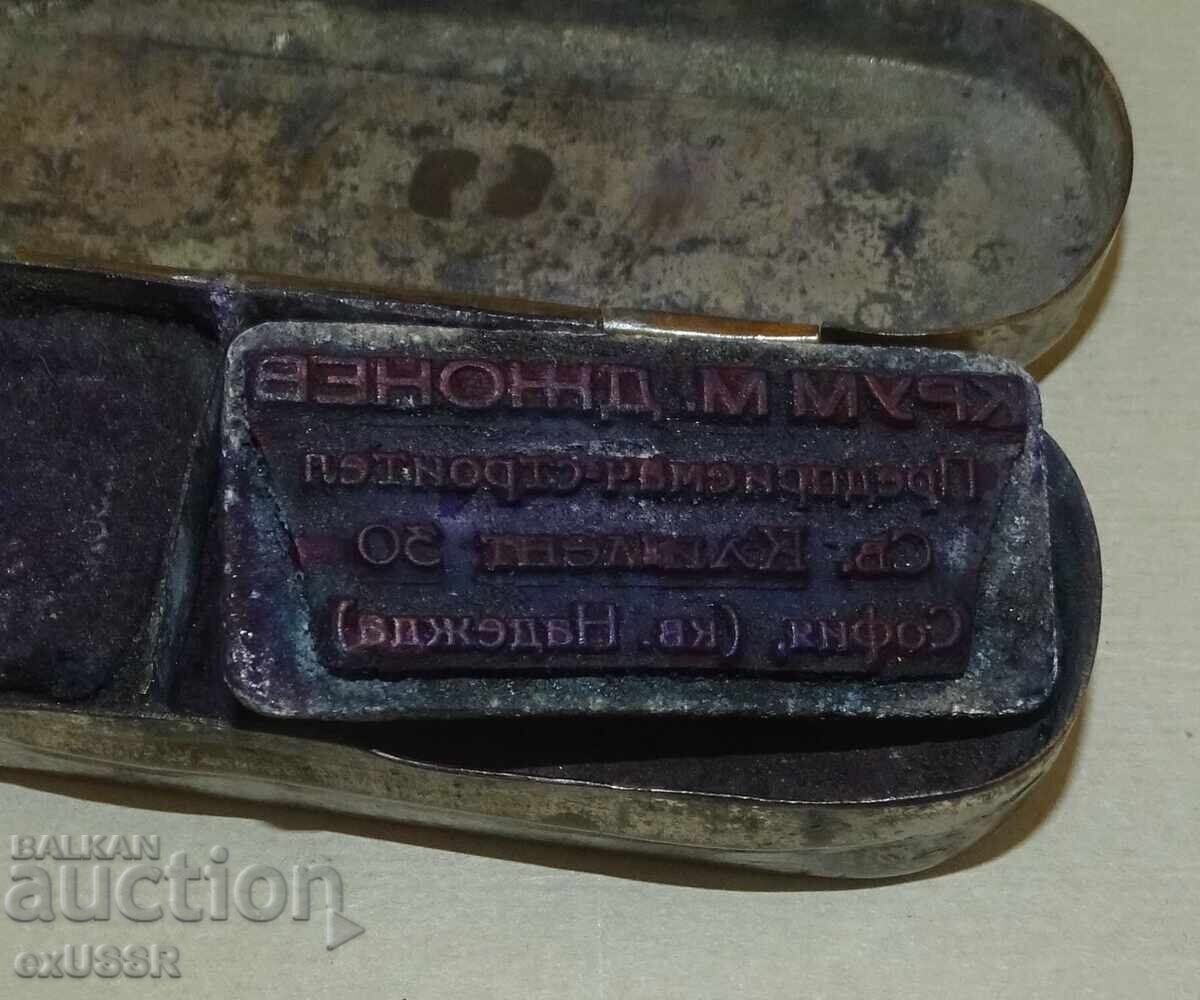 КРУМ М. ДЖОНЕВ
Предприемач-строител
Св. Климент 30
София, (кв. Надежда)
BALKAN
auction
exUSSR